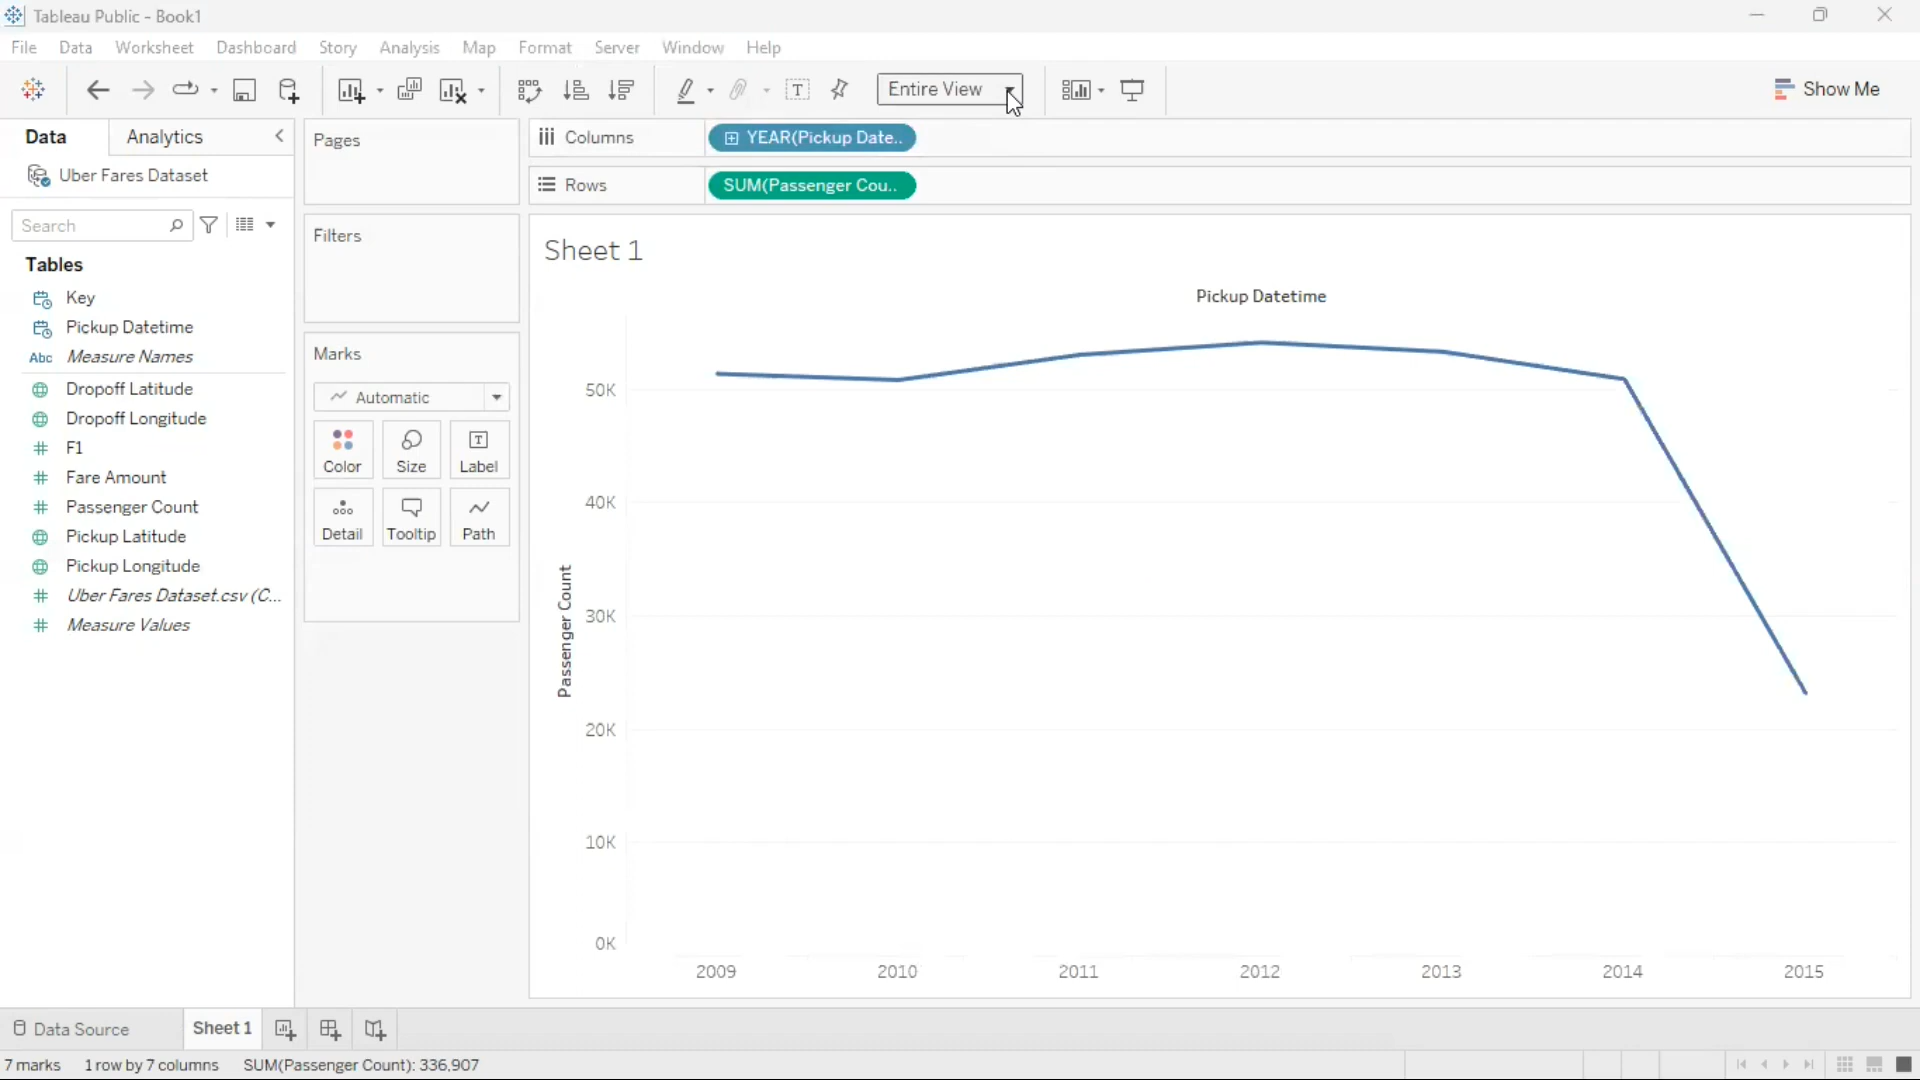 Tableau Public - Book1
File Data Worksheet Dashboard Story Analysis Map Format Server Window Help
Entire View
Show Me
Data Analytics
Uber Fares Dataset
Search
Tables
Key
Pickup Datetime
Abc Measure Names
Dropoff Latitude
Dropoff Longitude
F1
Fare Amount
Passenger Count
Pickup Latitude
Pickup Longitude
Uber Fares Dataset.csv (C...
Measure Values
Pages
Filters
Marks
Automatic
Color Size Label
Detail Tooltip Path
Columns YEAR(Pickup Date..
Rows SUM(Passenger Cou..
Sheet 1
Pickup Datetime
Passenger Count
50K
40K
30K
20K
10K
0K
2009 2010 2011 2012 2013 2014 2015
Data Source Sheet 1
7 marks 1 row by 7 columns SUM(Passenger Count): 336,907